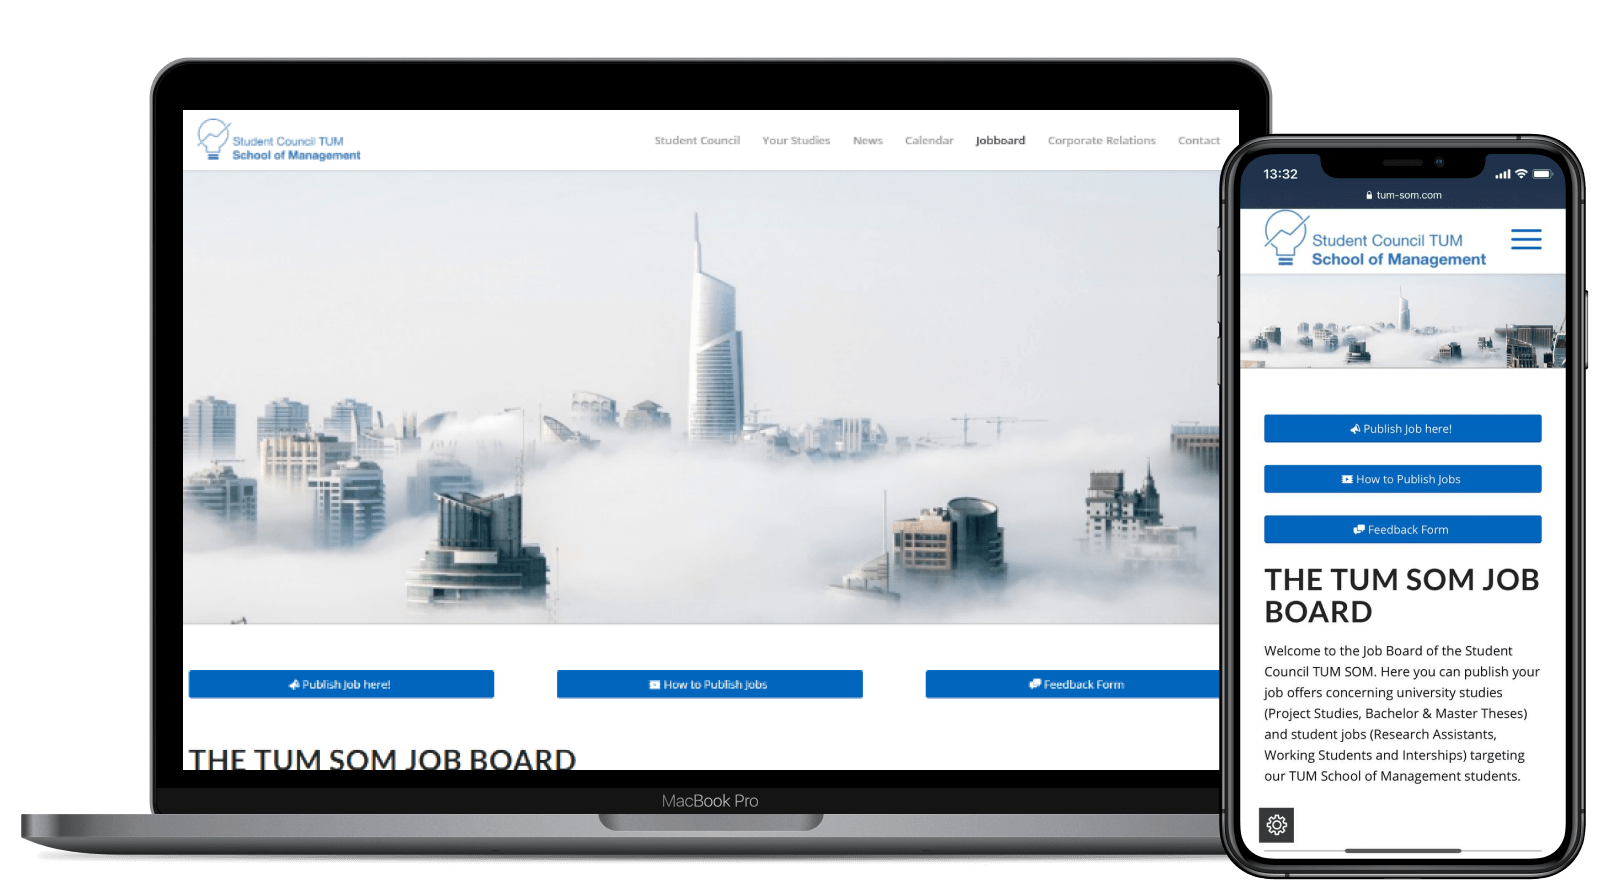 Student Council TUM
School of Management
Student Council Your Studies News Calendar Jobboard Corporate Relations Contact
Publish Job here!
How to Publish Jobs
Feedback Form
THE TUM SOM JOB BOARD
MacBook Pro
13:32
tum-som.com
Student Council TUM
School of Management
Publish Job here!
How to Publish Jobs
Feedback Form
THE TUM SOM JOB
BOARD
Welcome to the Job Board of the Student
Council TUM SOM. Here you can publish your
job offers concerning university studies
(Project Studies, Bachelor & Master Theses)
and student jobs (Research Assistants,
Working Students and Interships) targeting
our TUM School of Management students.